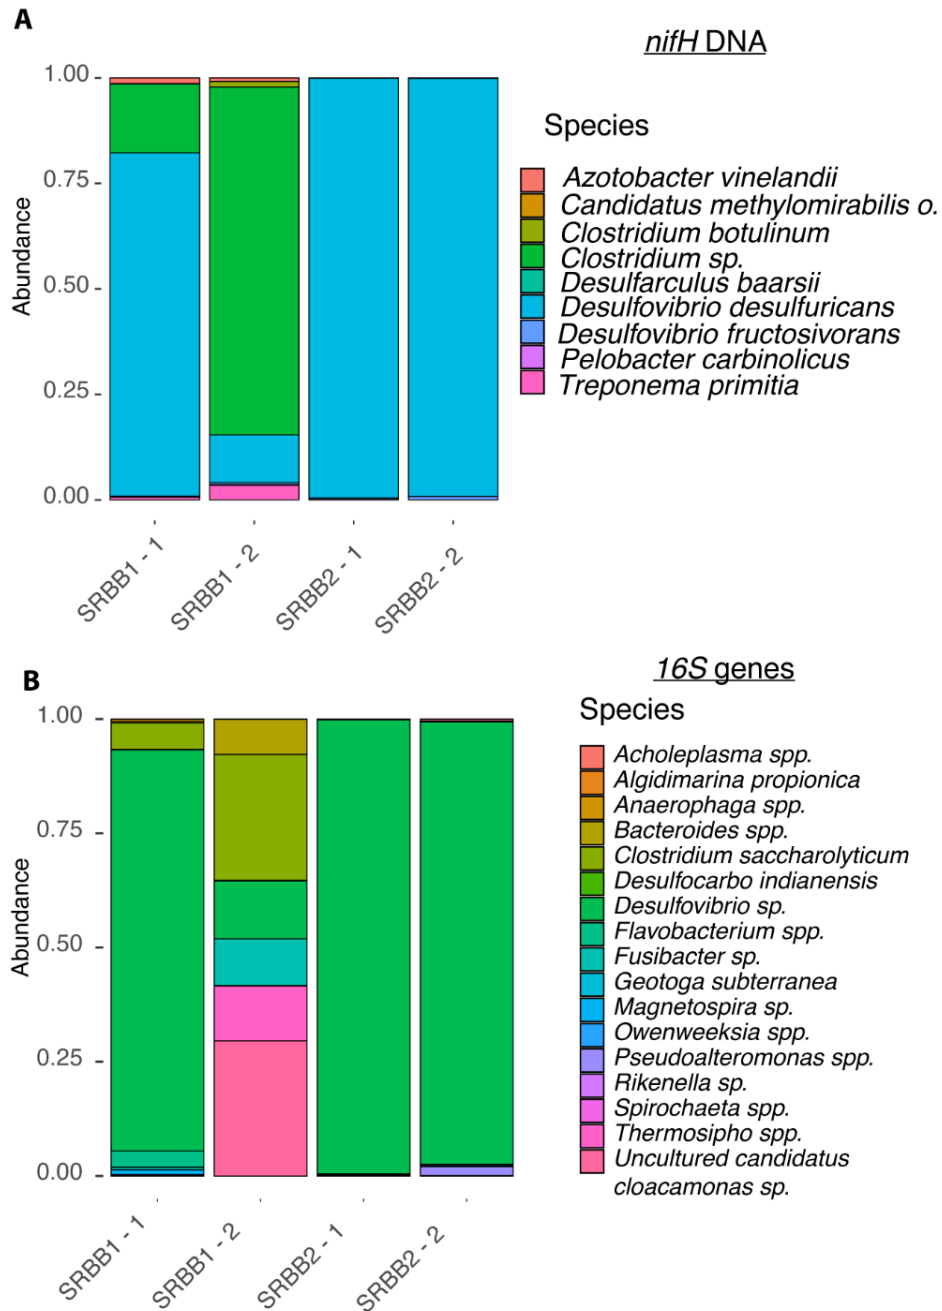 A
nifH DNA
Species
Azotobacter vinelandii
Candidatus methylomirabilis o.
Clostridium botulinum
Clostridium sp.
Desulfarculus baarsii
Desulfovibrio desulfuricans
Desulfovibrio fructosivorans
Pelobacter carbinolicus
Treponema primitia
Abundance
1.00
0.75
0.50
0.25
0.00
SRBB1 - 1
SRBB1 - 2
SRBB2 - 1
SRBB2 - 2
B
16S genes
Species
Acholeplasma spp.
Algidimarina propionica
Anaerophaga spp.
Bacteroides spp.
Clostridium saccharolyticum
Desulfocarbo indianensis
Desulfovibrio sp.
Flavobacterium spp.
Fusibacter sp.
Geotoga subterranea
Magnetospira sp.
Owenweeksia spp.
Pseudoalteromonas spp.
Rikenella sp.
Spirochaeta spp.
Thermosipho spp.
Uncultured candidatus
cloacamonas sp.
Abundance
1.00
0.75
0.50
0.25
0.00
SRBB1 - 1
SRBB1 - 2
SRBB2 - 1
SRBB2 - 2